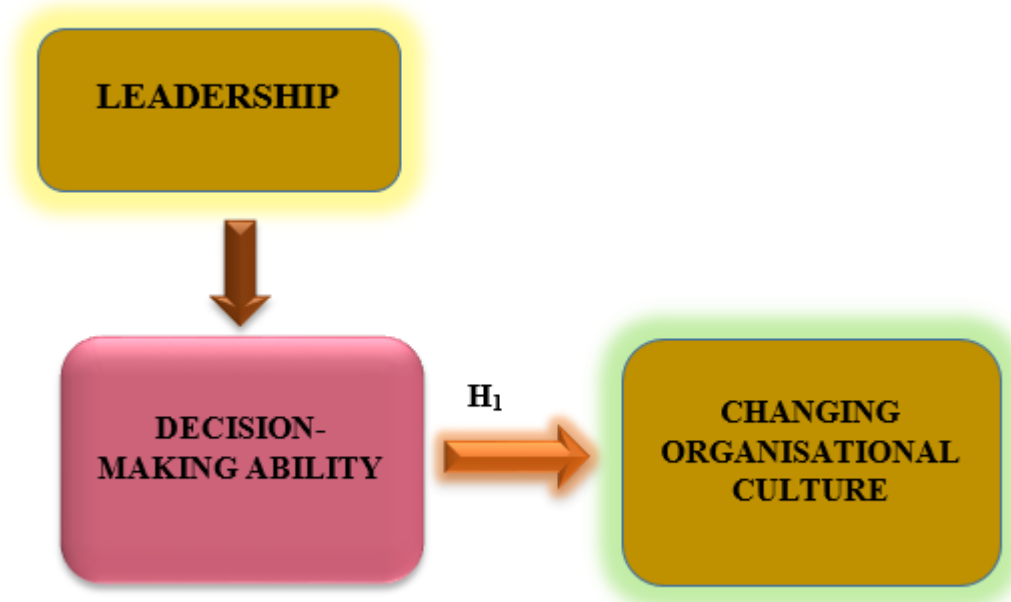 LEADERSHIP
DECISION-
MAKING ABILITY
H₁
CHANGING
ORGANISATIONAL
CULTURE